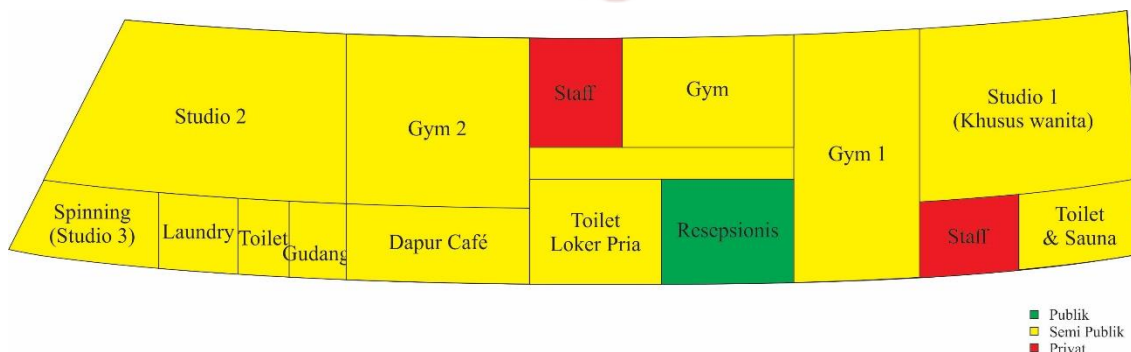 Studio 2
Gym 2
Staff
Gym
Gym 1
Studio 1
(Khusus wanita)
Spinning
(Studio 3)
Laundry
Toilet
Gudang
Dapur Café
Toilet
Loker Pria
Resepsionis
Staff
Toilet
& Sauna
Publik
Semi Publik
Privat